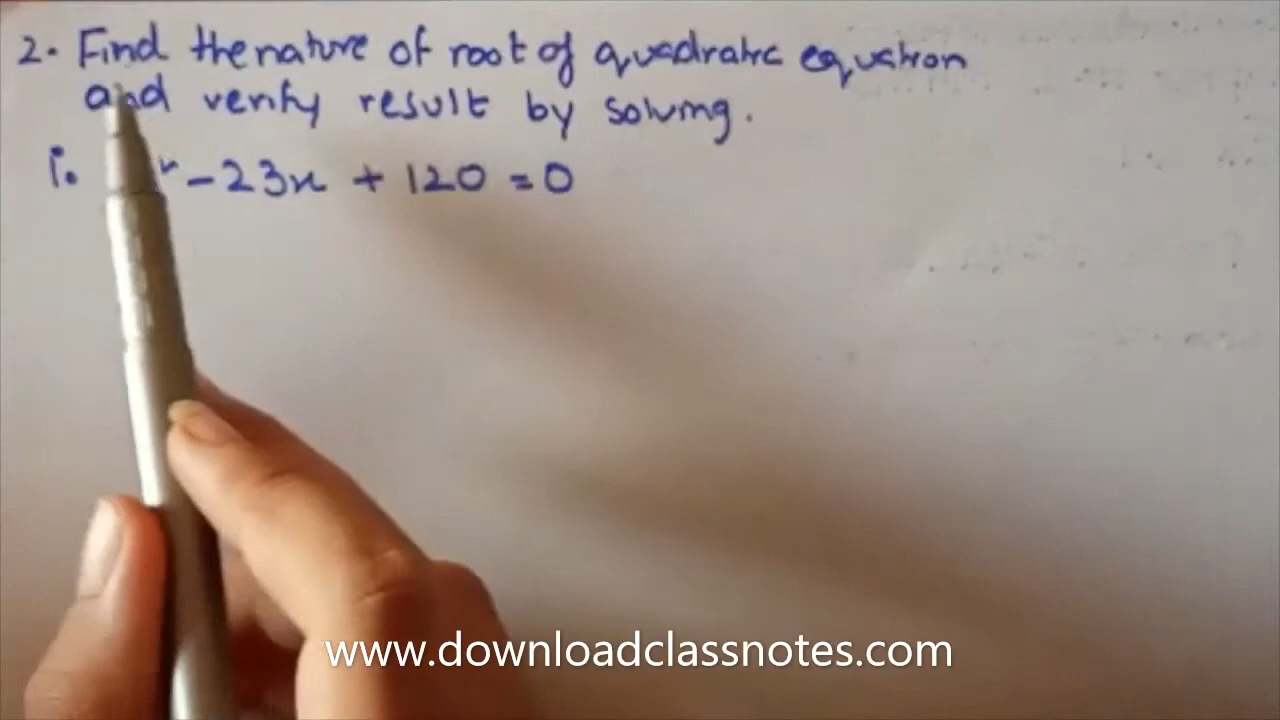 2. Find the nature of root of quadratic equation
and verify result by solving.
i. ² - 23x + 120 = 0
www.downloadclassnotes.com